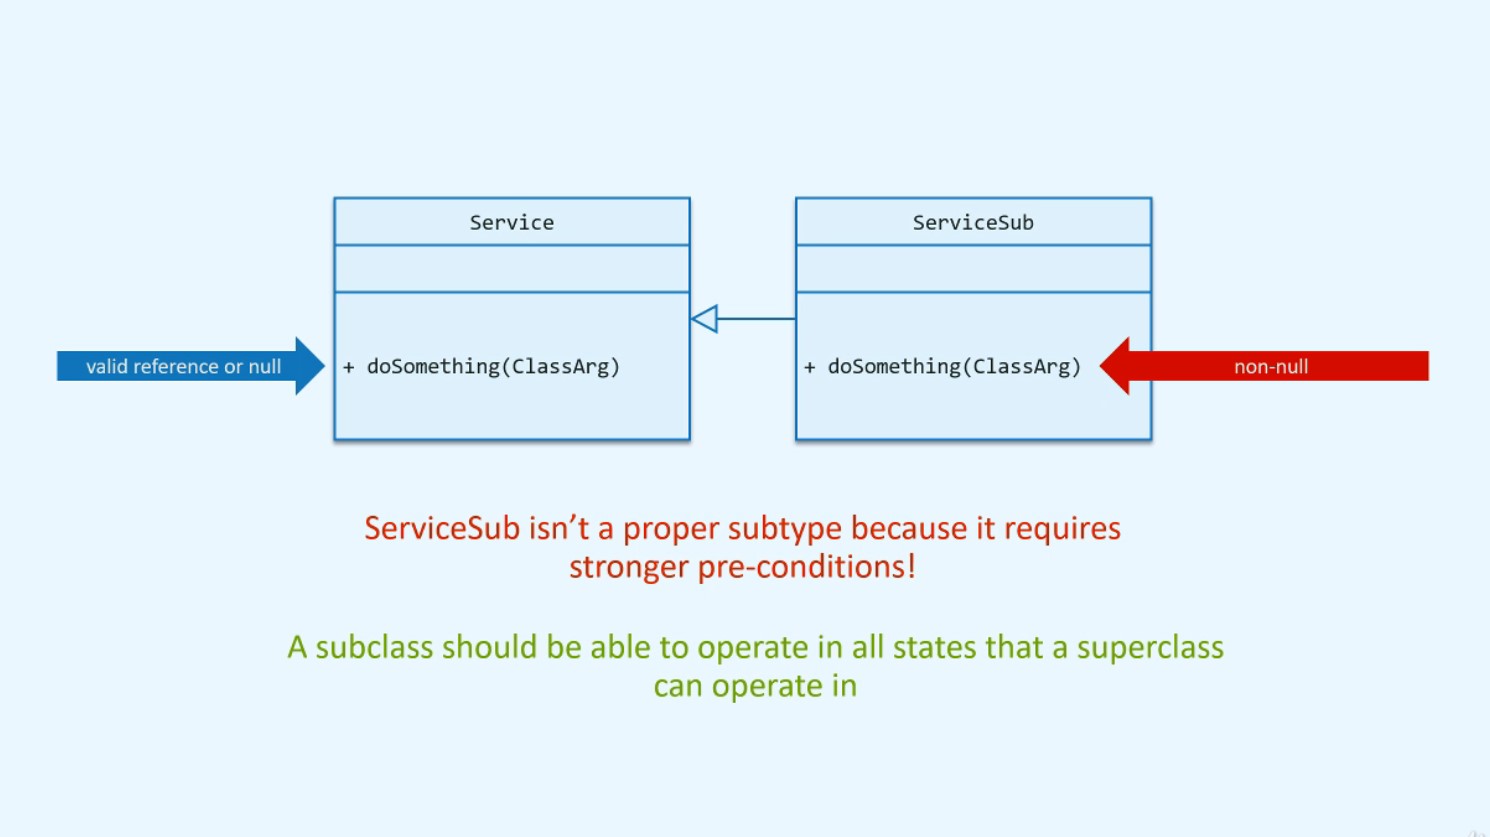 Service
ServiceSub
valid reference or null
+ doSomething(ClassArg)
+ doSomething(ClassArg)
non-null
ServiceSub isn’t a proper subtype because it requires
stronger pre-conditions!
A subclass should be able to operate in all states that a superclass
can operate in